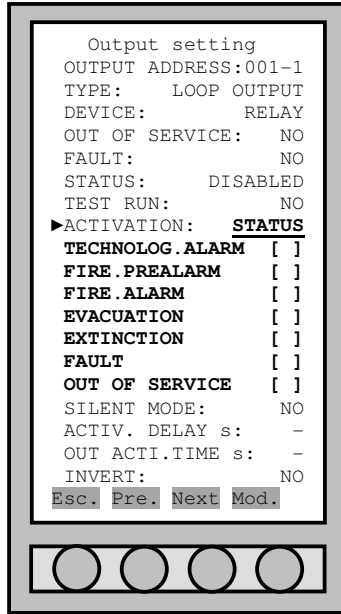 Output setting
OUTPUT ADDRESS:001-1
TYPE: LOOP OUTPUT
DEVICE: RELAY
OUT OF SERVICE: NO
FAULT: NO
STATUS: DISABLED
TEST RUN: NO
►ACTIVATION: STATUS
TECHNOLOG.ALARM [ ]
FIRE.PREALARM [ ]
FIRE.ALARM [ ]
EVACUATION [ ]
EXTINCTION [ ]
FAULT [ ]
OUT OF SERVICE [ ]
SILENT MODE: NO
ACTIV. DELAY s: -
OUT ACTI.TIME s: -
INVERT: NO
Esc. Pre. Next Mod.